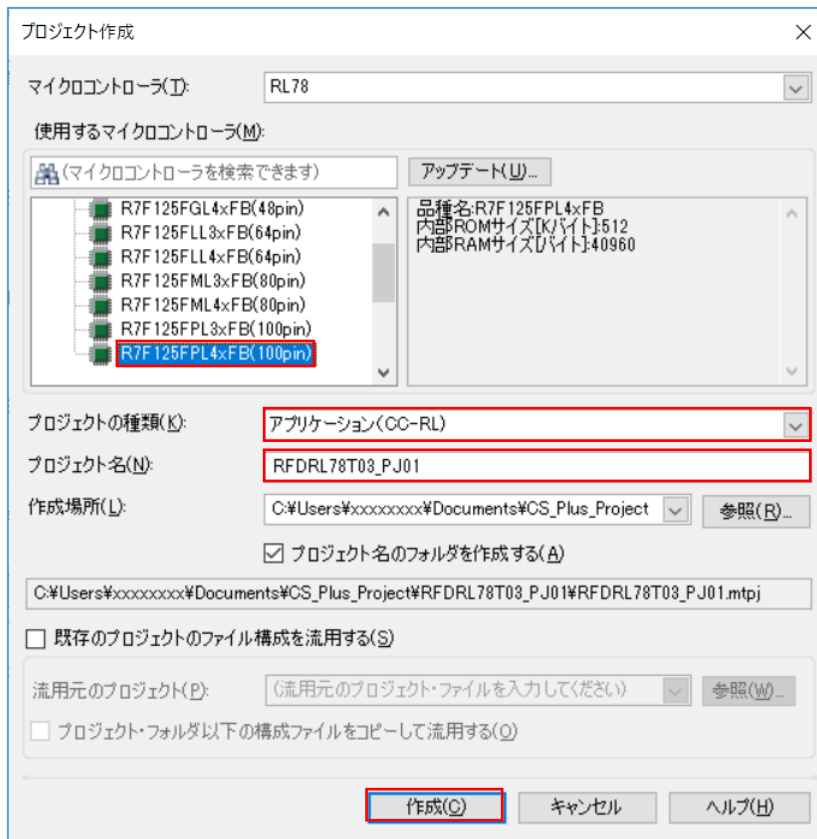 プロジェクト作成
マイクロコントローラ(T): RL78
使用するマイクロコントローラ(M):
(マイクロコントローラを検索できます) アップデート(U)...
R7F125FGL4xFB(48pin)
R7F125FLL3xFB(64pin)
R7F125FLL4xFB(64pin)
R7F125FML3xFB(80pin)
R7F125FML4xFB(80pin)
R7F125FPL3xFB(100pin)
R7F125FPL4xFB(100pin)
品種名:R7F125FPL4xFB
内部ROMサイズ[Kバイト]:512
内部RAMサイズ[バイト]:40960
プロジェクトの種類(K): アプリケーション(CC-RL)
プロジェクト名(N): RFDRL78T03_PJ01
作成場所(L): C:¥Users¥xxxxxxxx¥Documents¥CS_Plus_Project 参照(R)...
プロジェクト名のフォルダを作成する(A)
C:¥Users¥xxxxxxxx¥Documents¥CS_Plus_Project¥RFDRL78T03_PJ01¥RFDRL78T03_PJ01.mtpj
既存のプロジェクトのファイル構成を流用する(S)
流用元のプロジェクト(P): (流用元のプロジェクト・ファイルを入力してください) 参照(W)...
プロジェクト・フォルダ以下の構成ファイルをコピーして流用する(O)
作成(C) キャンセル ヘルプ(H)